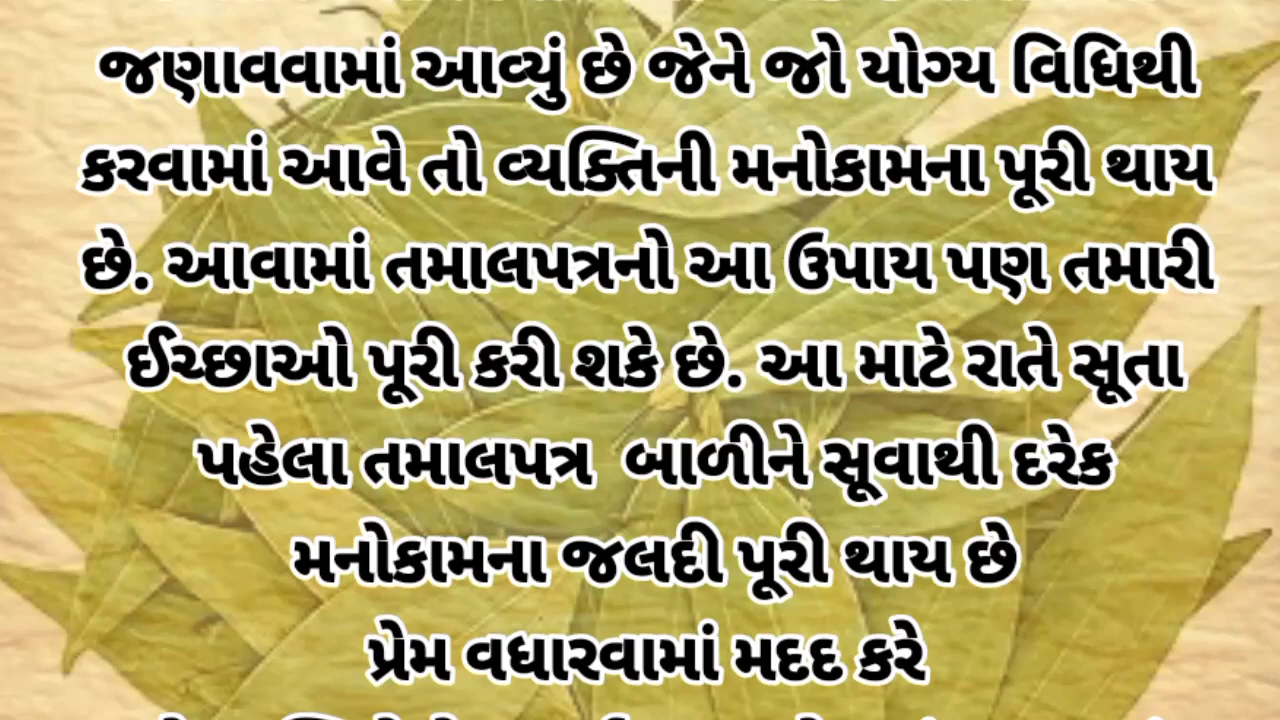 જણાવવામાં આવ્યું છે જેને જો યોગ્ય વિધિથી
કરવામાં આવે તો વ્યક્તિની મનોકામના પૂરી થાય
છે. આવામાં તમાલપત્રનો આ ઉપાય પણ તમારી
ઈચ્છાઓ પૂરી કરી શકે છે. આ માટે રાતે સૂતા
પહેલા તમાલપત્ર બાળીને સૂવાથી દરેક
મનોકામના જલદી પૂરી થાય છે
પ્રેમ વધારવામાં મદદ કરે